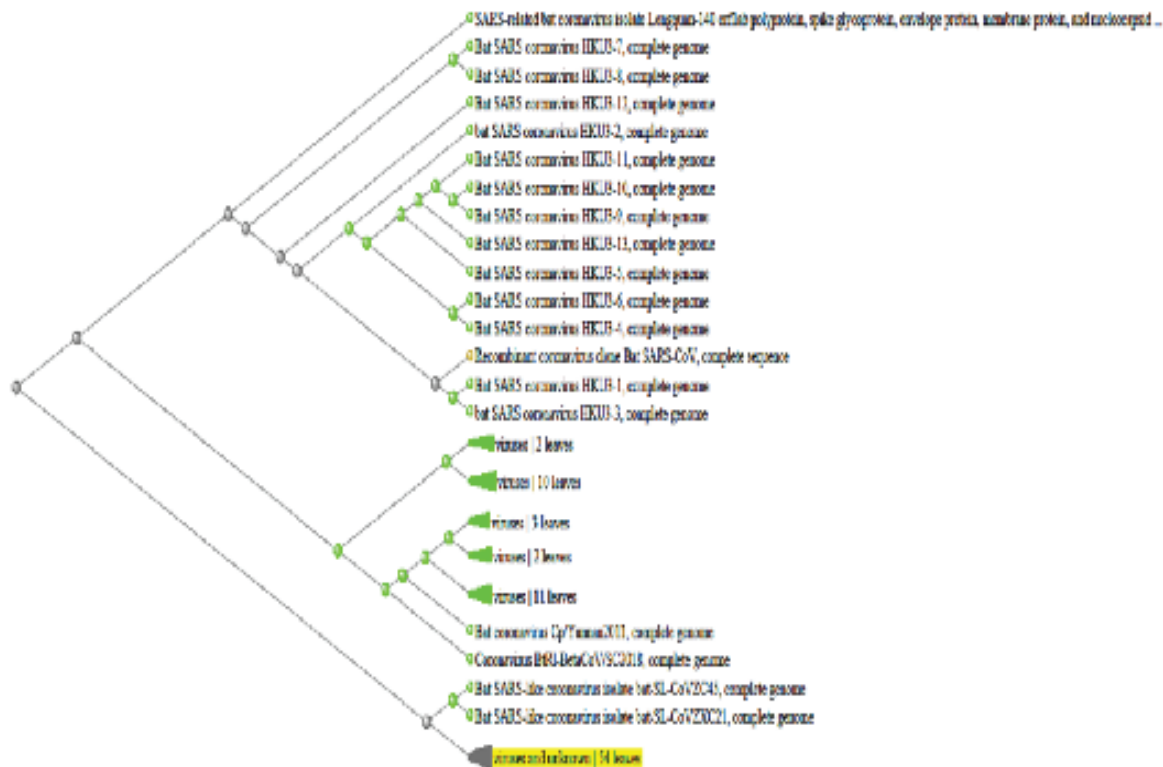 SARS-related bat coronavirus isolate Longquan-140 orf1ab polyprotein, spike glycoprotein, envelope protein, membrane protein, and nucleocapsid ...
Bat SARS coronavirus HKU3-7, complete genome
Bat SARS coronavirus HKU3-8, complete genome
Bat SARS coronavirus HKU3-12, complete genome
bat SARS coronavirus HKU3-2, complete genome
Bat SARS coronavirus HKU3-11, complete genome
Bat SARS coronavirus HKU3-10, complete genome
Bat SARS coronavirus HKU3-9, complete genome
Bat SARS coronavirus HKU3-13, complete genome
Bat SARS coronavirus HKU3-5, complete genome
Bat SARS coronavirus HKU3-6, complete genome
Bat SARS coronavirus HKU3-4, complete genome
Recombinant coronavirus clone Bat SARS-CoV, complete sequence
Bat SARS coronavirus HKU3-1, complete genome
bat SARS coronavirus HKU3-3, complete genome
viruses | 2 leaves
viruses | 10 leaves
viruses | 3 leaves
viruses | 2 leaves
viruses | 11 leaves
Bat coronavirus Cp/Yunnan2011, complete genome
Coronavirus BtRl-BetaCoV/SC2018, complete genome
Bat SARS-like coronavirus isolate bat-SL-CoVZC45, complete genome
Bat SARS-like coronavirus isolate bat-SL-CoVZXC21, complete genome
viruses and unknown | leaves